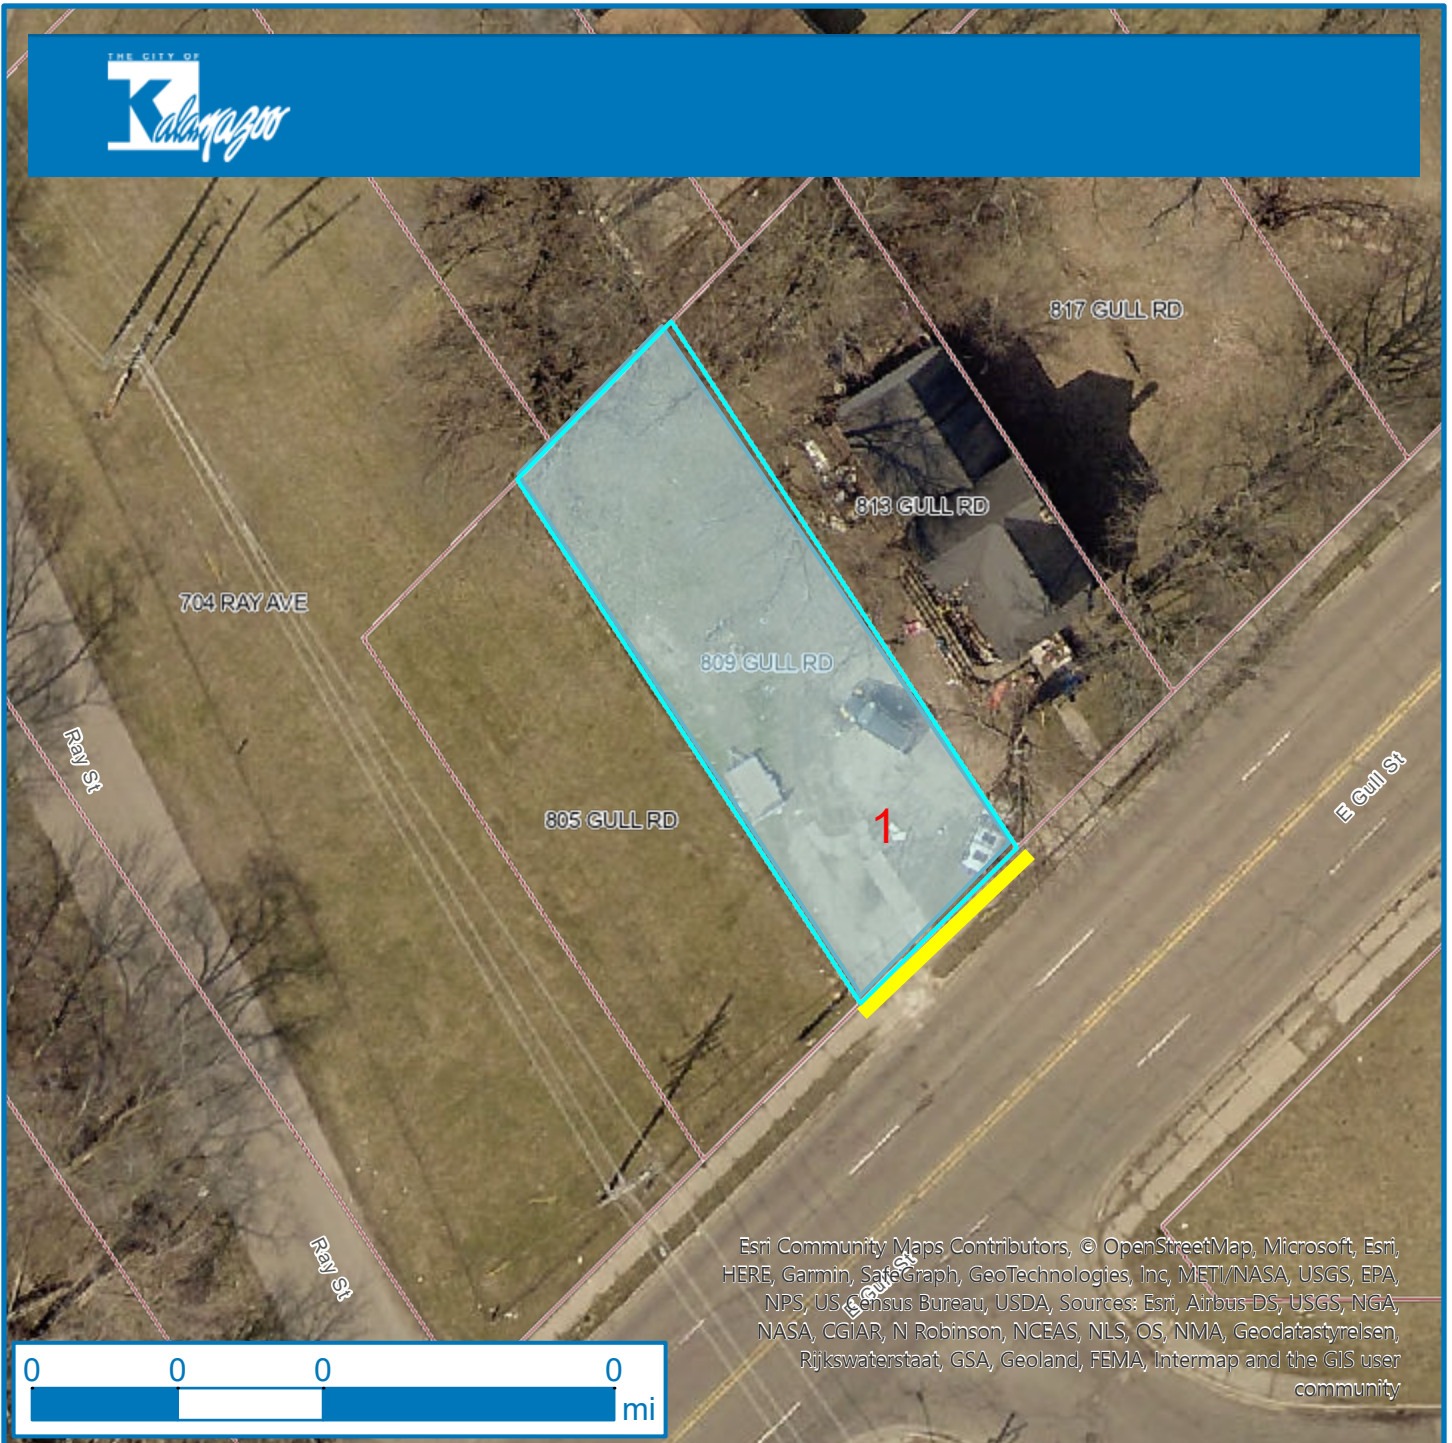 THE CITY OF
Kalamazoo
817 GULL RD
813 GULL RD
704 RAY AVE
809 GULL RD
Ray St
E Gull St
805 GULL RD
1
Ray St
E Gull St
Esri Community Maps Contributors, © OpenStreetMap, Microsoft, Esri,
HERE, Garmin, SafeGraph, GeoTechnologies, Inc, METI/NASA, USGS, EPA,
NPS, US Census Bureau, USDA, Sources: Esri, Airbus DS, USGS, NGA,
NASA, CGIAR, N Robinson, NCEAS, NLS, OS, NMA, Geodatastyrelsen,
Rijkswaterstaat, GSA, Geoland, FEMA, Intermap and the GIS user
community
0 0 0 0
mi